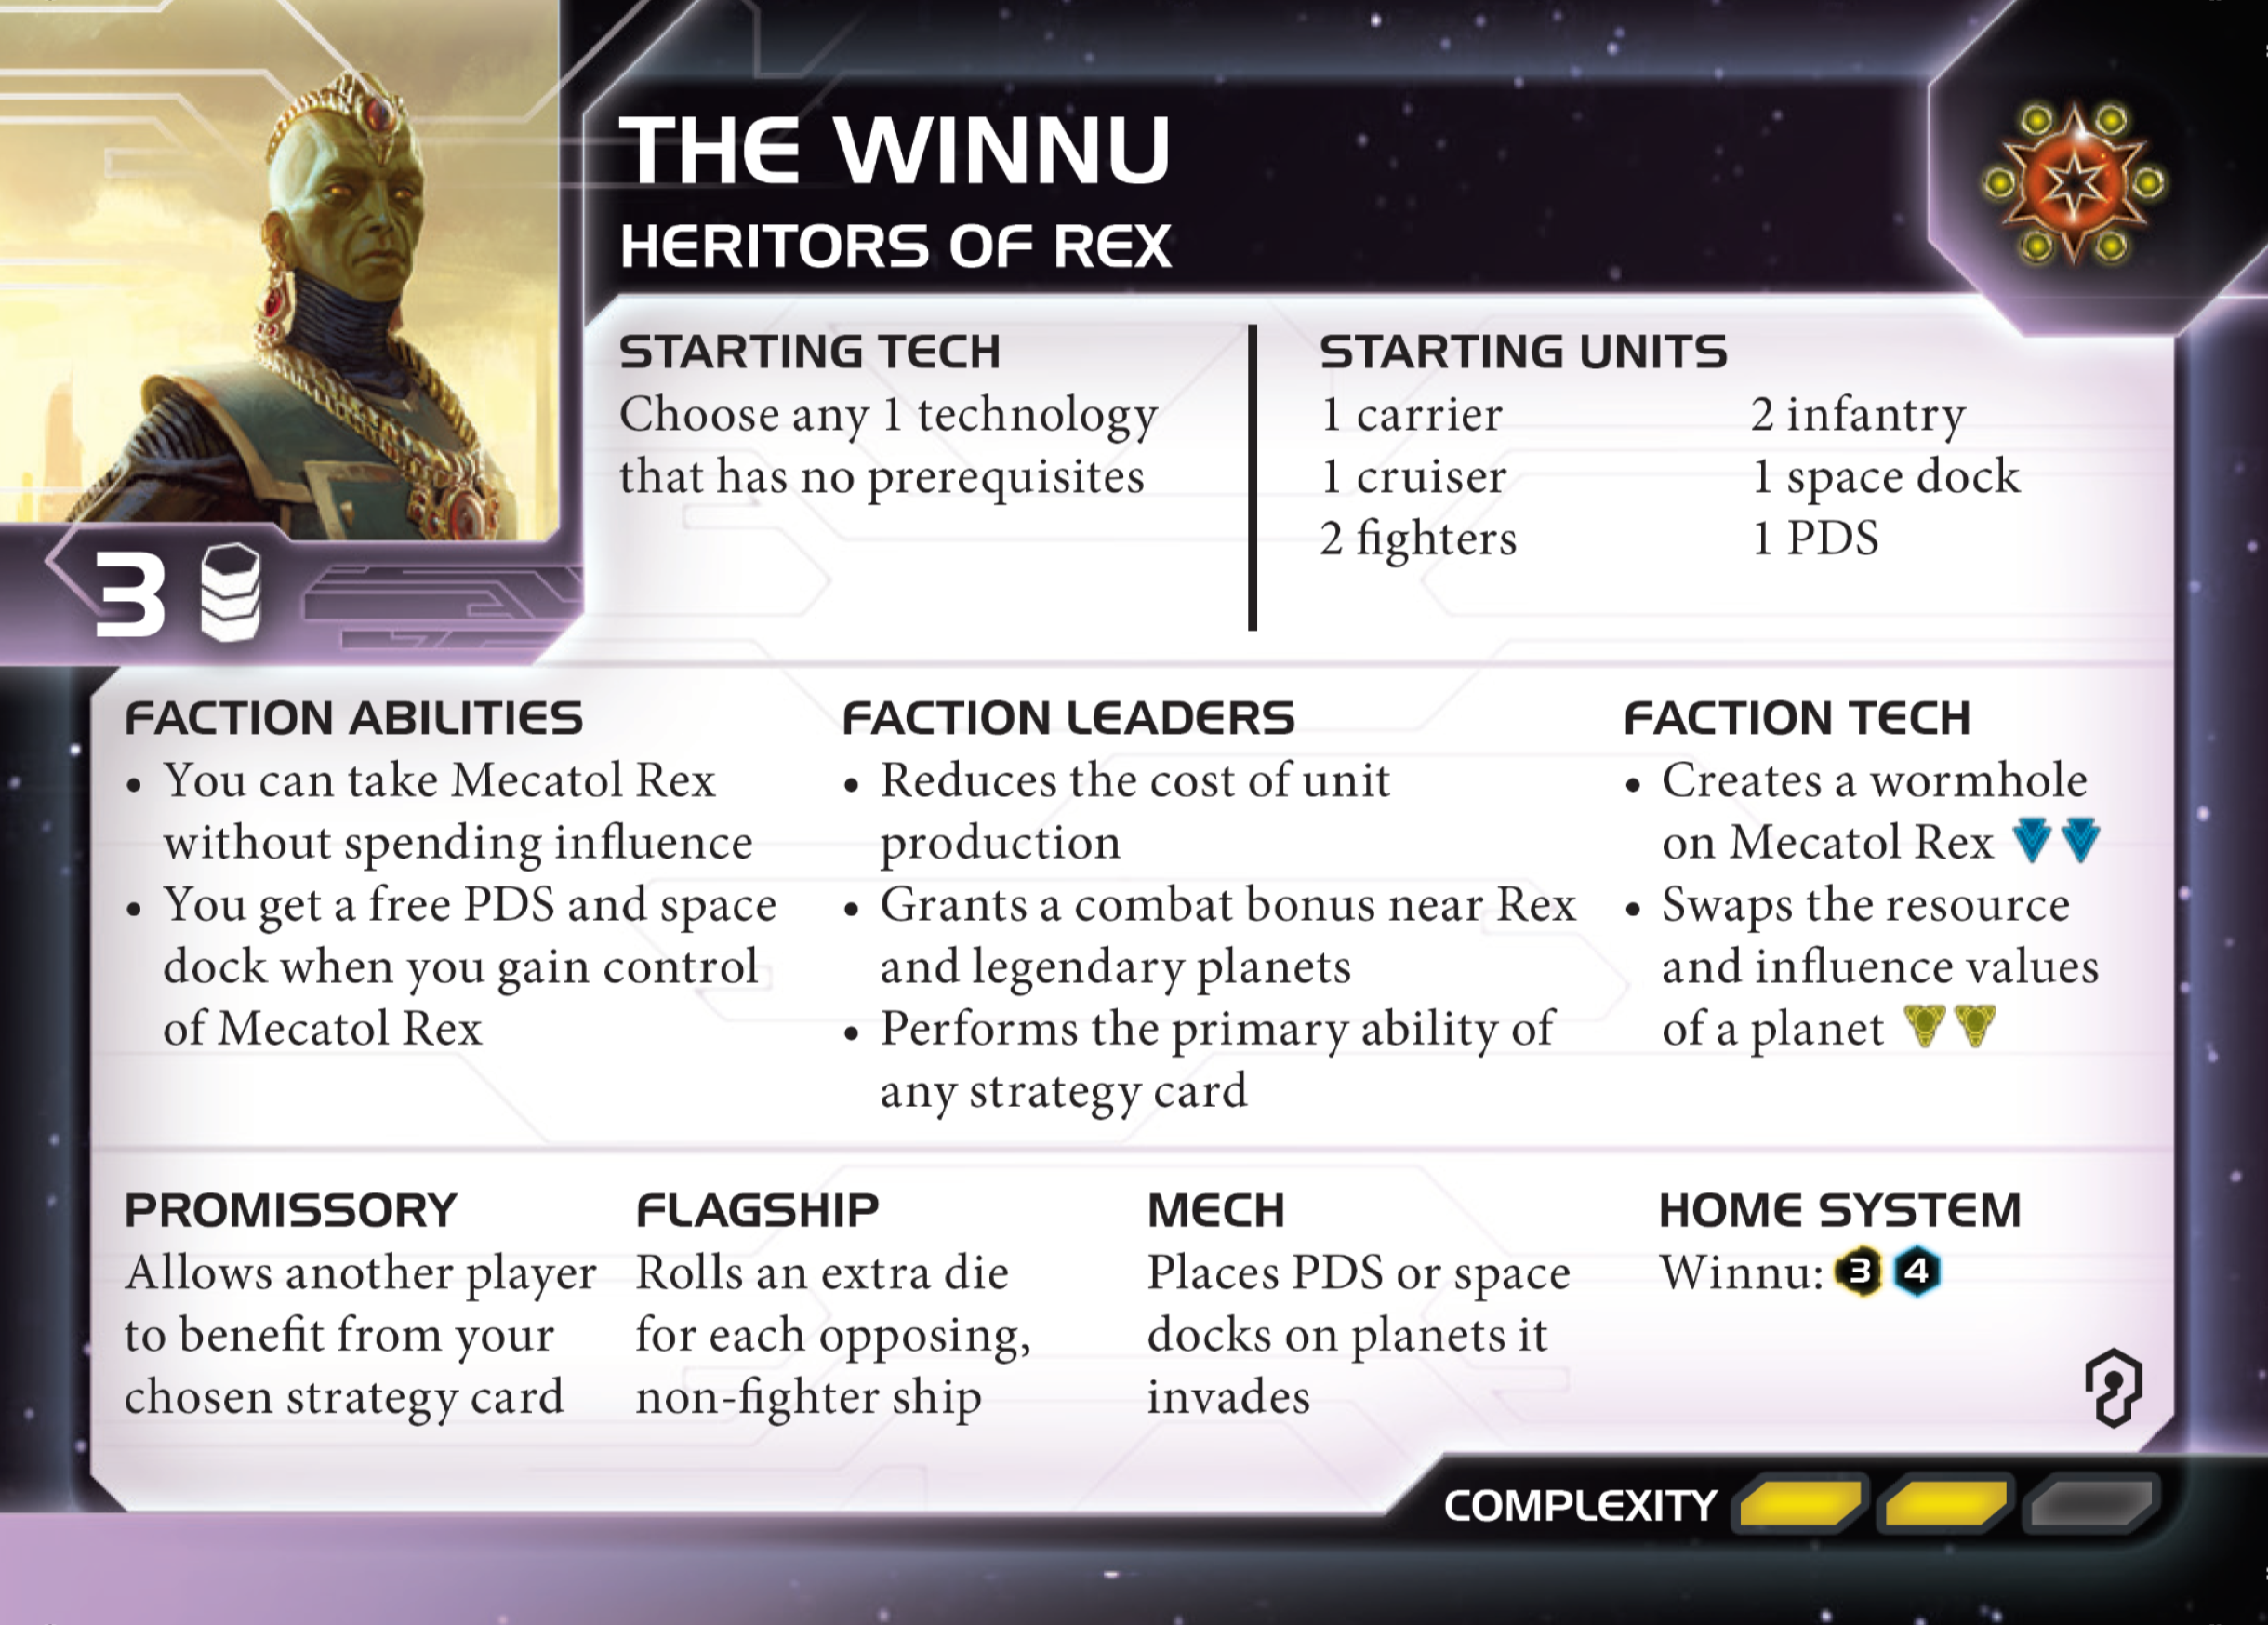 THE WINNU
HERITORS OF REX
3
STARTING TECH
Choose any 1 technology
that has no prerequisites
STARTING UNITS
1 carrier
1 cruiser
2 fighters
2 infantry
1 space dock
1 PDS
FACTION ABILITIES
• You can take Mecatol Rex
without spending influence
• You get a free PDS and space
dock when you gain control
of Mecatol Rex
FACTION LEADERS
• Reduces the cost of unit
production
• Grants a combat bonus near Rex
and legendary planets
• Performs the primary ability of
any strategy card
FACTION TECH
• Creates a wormhole
on Mecatol Rex
• Swaps the resource
and influence values
of a planet
PROMISSORY
Allows another player
to benefit from your
chosen strategy card
FLAGSHIP
Rolls an extra die
for each opposing,
non-fighter ship
MECH
Places PDS or space
docks on planets it
invades
HOME SYSTEM
Winnu: 3 4
COMPLEXITY